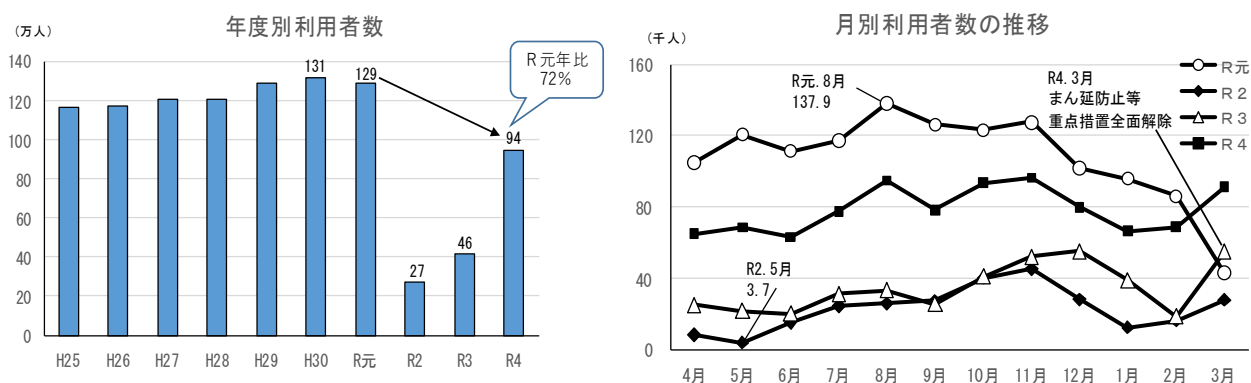 年度別利用者数
（万人）
140
120
100
80
60
40
20
0
131
129
27
46
94
R元年比
72%
H25 H26 H27 H28 H29 H30 R元 R2 R3 R4
月別利用者数の推移
（千人）
160
120
80
40
0
R元.8月
137.9
R4.3月
まん延防止等
重点措置全面解除
R2.5月
3.7
R元
R2
R3
R4
4月 5月 6月 7月 8月 9月 10月 11月 12月 1月 2月 3月